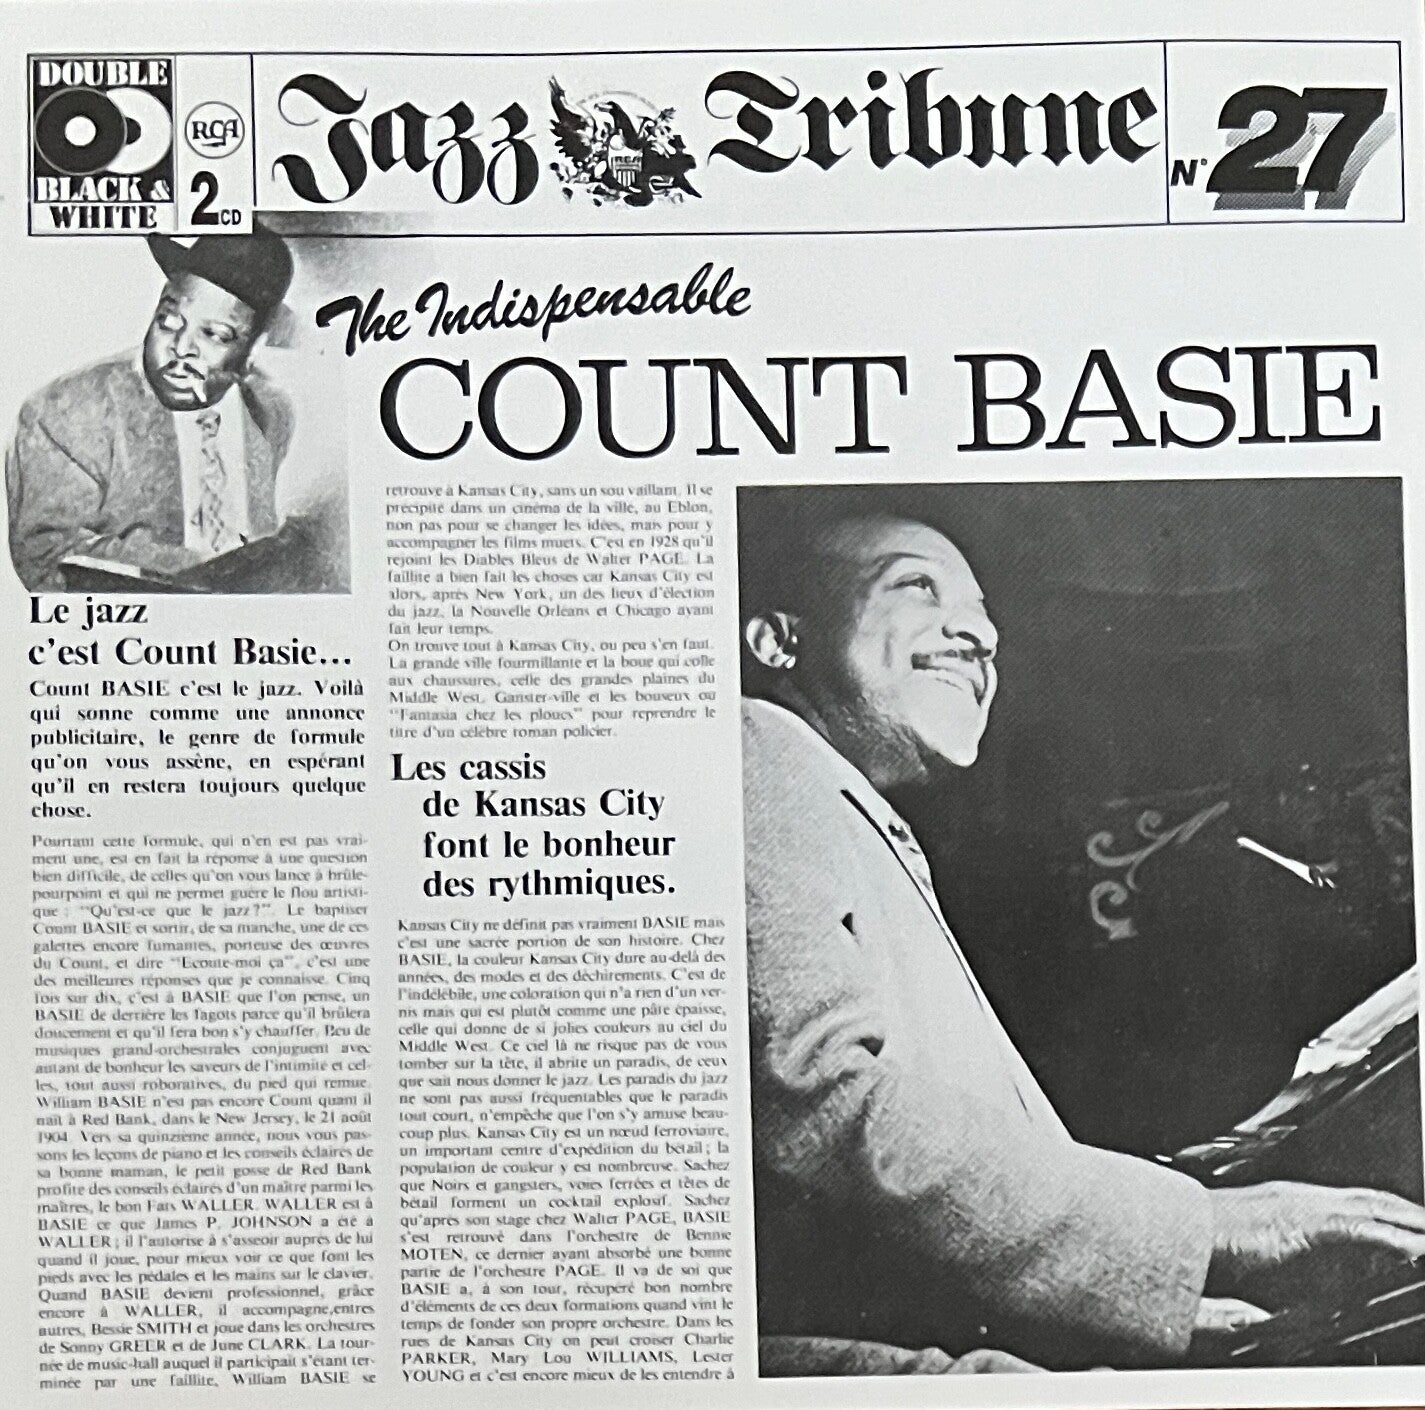 DOUBLE
BLACK &
WHITE
RCA
2CD
Jazz Tribune
RCA
N° 27
The Indispensable
COUNT BASIE
Le jazz
c'est Count Basie...
Count BASIE c'est le jazz. Voilà
qui sonne comme une annonce
publicitaire, le genre de formule
qu'on vous assène, en espérant
qu'il en restera toujours quelque
chose.
Pourtant cette formule, qui n'en est pas vrai-
ment une, est en fait la réponse à une question
bien difficile, de celles qu'on vous lance à brûle-
pourpoint et qui ne permet guère le flou artisti-
que : "Qu'est-ce que le jazz?". Le baptiser
Count BASIE et sortir, de sa manche, une de ces
galettes encore fumantes, porteuse des œuvres
du Count, et dire "Ecoute-moi ça", c'est une
des meilleures réponses que je connaisse. Cinq
fois sur dix, c'est à BASIE que l'on pense, un
BASIE de derrière les fagots parce qu'il brûlera
doucement et qu'il fera bon s'y chauffer. Peu de
musiques grand-orchestrales conjuguent avec
autant de bonheur les saveurs de l'intimité et cel-
les, tout aussi roboratives, du pied qui remue.
William BASIE n'est pas encore Count quant il
naît à Red Bank, dans le New Jersey, le 21 août
1904. Vers sa quinzième année, nous vous pas-
sons les leçons de piano et les conseils éclairés de
sa bonne maman, le petit gosse de Red Bank
profite des conseils éclairés d'un maître parmi les
maîtres, le bon Fats WALLER. WALLER est à
BASIE ce que James P. JOHNSON a été à
WALLER ; il l'autorise à s'asseoir auprès de lui
quand il joue, pour mieux voir ce que font les
pieds avec les pédales et les mains sur le clavier.
Quand BASIE devient professionnel, grâce
encore à WALLER, il accompagne,entres
autres, Bessie SMITH et joue dans les orchestres
de Sonny GREER et de June CLARK. La tour-
née de music-hall auquel il participait s'étant ter-
minée par une faillite, William BASIE se
retrouve à Kansas City, sans un sou vaillant. Il se
précipite dans un cinéma de la ville, au Eblon,
non pas pour se changer les idées, mais pour y
accompagner les films muets. C'est en 1928 qu'il
rejoint les Diables Bleus de Walter PAGE. La
faillite a bien fait les choses car Kansas City est
alors, après New York, un des lieux d'élection
du jazz, la Nouvelle Orléans et Chicago ayant
fait leur temps.
On trouve tout à Kansas City, ou peu s'en faut.
La grande ville fourmillante et la boue qui colle
aux chaussures, celle des grandes plaines du
Middle West. Ganster-ville et les bouseux ou
"Fantasia chez les ploucs" pour reprendre le
titre d'un célèbre roman policier.
Les cassis
de Kansas City
font le bonheur
des rythmiques.
Kansas City ne définit pas vraiment BASIE mais
c'est une sacrée portion de son histoire. Chez
BASIE, la couleur Kansas City dure au-delà des
années, des modes et des déchirements. C'est de
l'indélébile, une coloration qui n'a rien d'un ver-
nis mais qui est plutôt comme une pâte épaisse,
celle qui donne de si jolies couleurs au ciel du
Middle West. Ce ciel là ne risque pas de vous
tomber sur la tête, il abrite un paradis, de ceux
que sait nous donner le jazz. Les paradis du jazz
ne sont pas aussi fréquentables que le paradis
tout court, n'empêche que l'on s'y amuse beau-
coup plus. Kansas City est un nœud ferroviaire,
un important centre d'expédition du bétail ; la
population de couleur y est nombreuse. Sachez
que Noirs et gangsters, voies ferrées et têtes de
bétail forment un cocktail explosif. Sachez
qu'après son stage chez Walter PAGE, BASIE
s'est retrouvé dans l'orchestre de Bennie
MOTEN, ce dernier ayant absorbé une bonne
partie de l'orchestre PAGE. Il va de soi que
BASIE a, à son tour, récupéré bon nombre
d'éléments de ces deux formations quand vint le
temps de fonder son propre orchestre. Dans les
rues de Kansas City on peut croiser Charlie
PARKER, Mary Lou WILLIAMS, Lester
YOUNG et c'est encore mieux de les entendre à